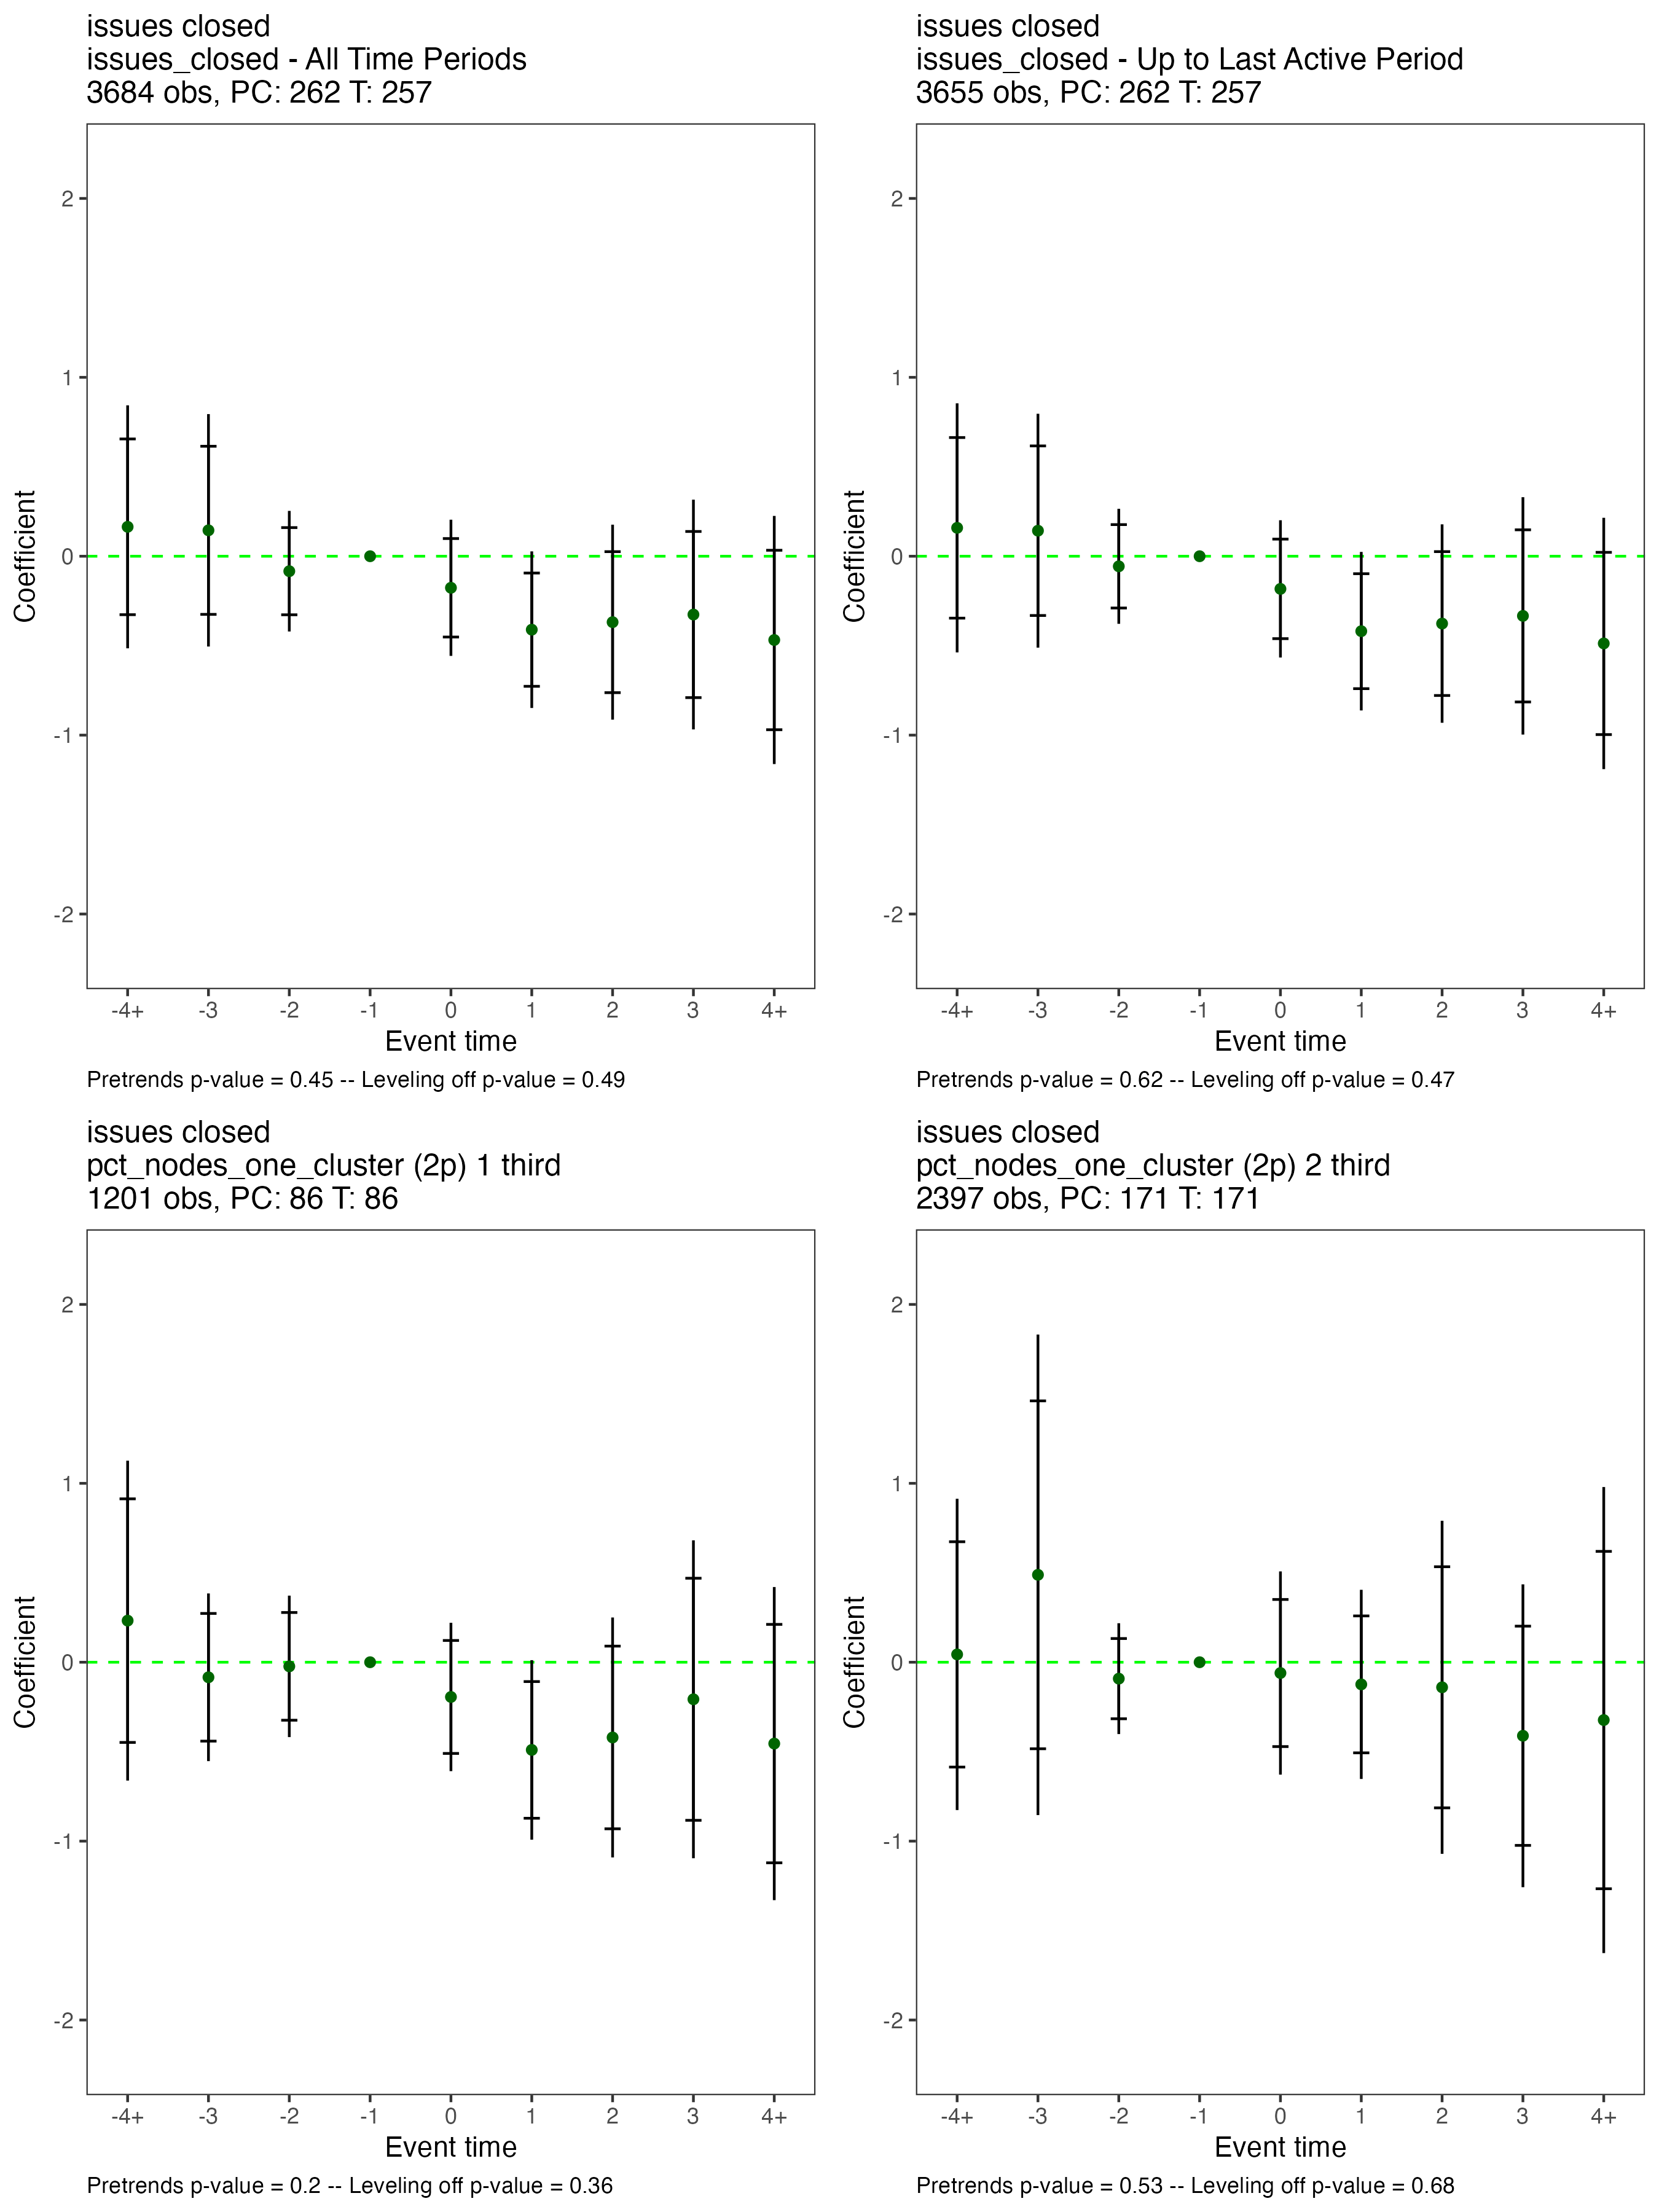 issues closed
issues_closed - All Time Periods
3684 obs, PC: 262 T: 257
2
1
0
-1
-2
Coefficient
-4+ -3 -2 -1 0 1 2 3 4+
Event time
Pretrends p-value = 0.45 -- Leveling off p-value = 0.49
issues closed
issues_closed - Up to Last Active Period
3655 obs, PC: 262 T: 257
2
1
0
-1
-2
Coefficient
-4+ -3 -2 -1 0 1 2 3 4+
Event time
Pretrends p-value = 0.62 -- Leveling off p-value = 0.47
issues closed
pct_nodes_one_cluster (2p) 1 third
1201 obs, PC: 86 T: 86
2
1
0
-1
-2
Coefficient
-4+ -3 -2 -1 0 1 2 3 4+
Event time
Pretrends p-value = 0.2 -- Leveling off p-value = 0.36
issues closed
pct_nodes_one_cluster (2p) 2 third
2397 obs, PC: 171 T: 171
2
1
0
-1
-2
Coefficient
-4+ -3 -2 -1 0 1 2 3 4+
Event time
Pretrends p-value = 0.53 -- Leveling off p-value = 0.68